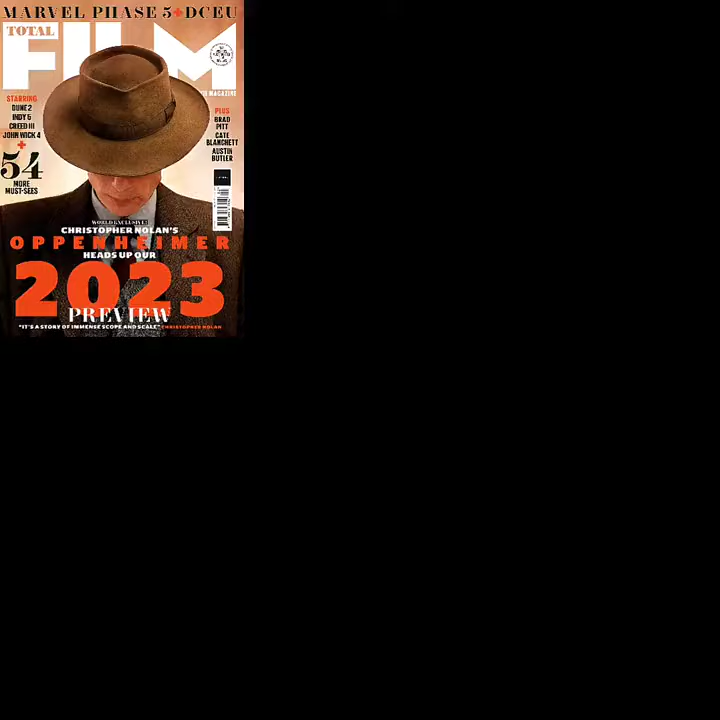 MARVEL PHASE 5+DCEU
TOTAL
FILM
STARRING
DUNE 2
INDY 5
CREED III
JOHN WICK 4
+
54
MORE
MUST-SEES
PLUS
BRAD
PITT
CATE
BLANCHETT
AUSTIN
BUTLER
WORLD EXCLUSIVE!
CHRISTOPHER NOLAN'S
OPPENHEIMER
HEADS UP OUR
2023
PREVIEW
"IT'S A STORY OF IMMENSE SCOPE AND SCALE" CHRISTOPHER NOLAN